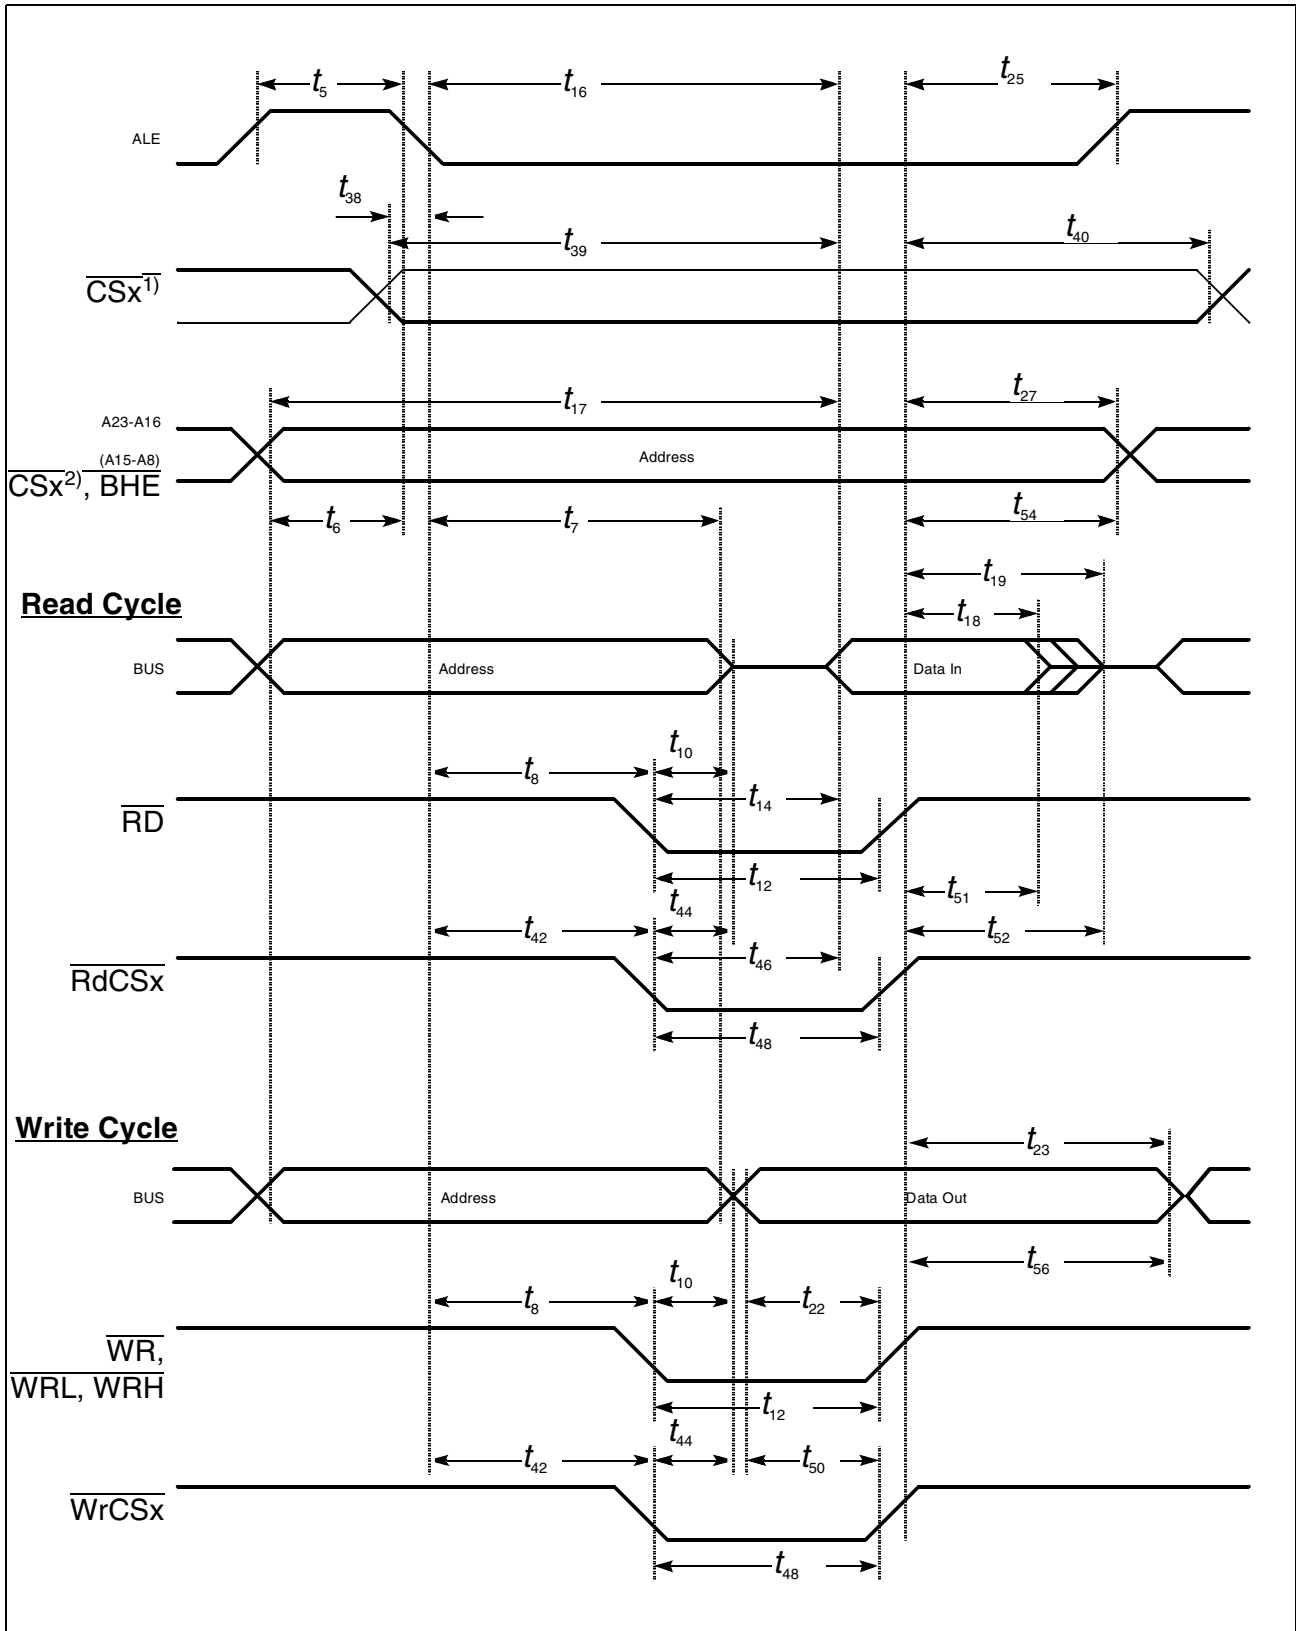 t5 t16 t25
ALE
t38
t39 t40
CSx1)
t17 t27
A23-A16
(A15-A8)
Address
CSx2), BHE
t6 t7 t54
t19
Read Cycle
t18
BUS Address Data In
t10
t8
t14
RD
t12 t51
t44
t42 t52
t46
RdCSx
t48
Write Cycle
t23
BUS Address Data Out
t56
t10
t8 t22
WR,
WRL, WRH
t12
t44
t42 t50
WrCSx
t48